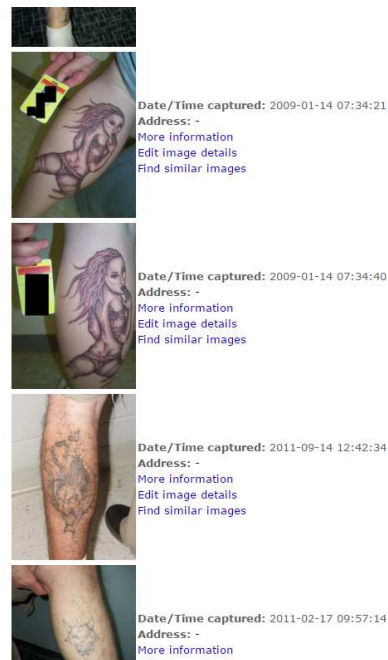 Date/Time captured: 2009-01-14 07:34:21
Address: -
More information
Edit image details
Find similar images
Date/Time captured: 2009-01-14 07:34:40
Address: -
More information
Edit image details
Find similar images
Date/Time captured: 2011-09-14 12:42:34
Address: -
More information
Edit image details
Find similar images
Date/Time captured: 2011-02-17 09:57:14
Address: -
More information